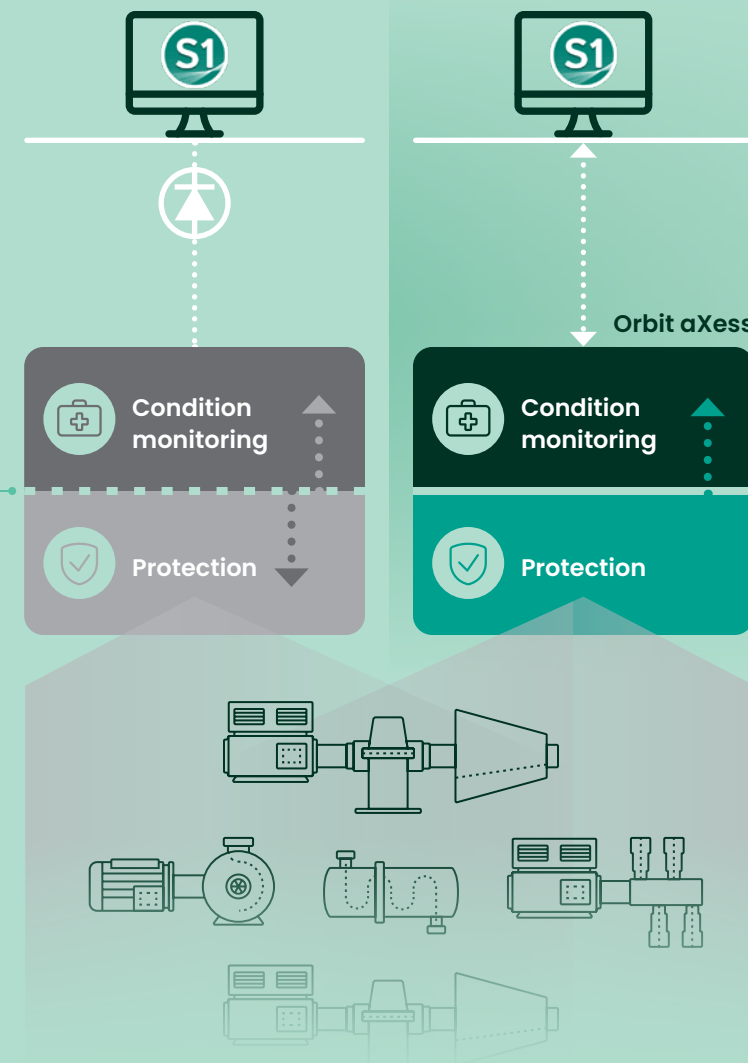 S1
S1
Orbit aXess
Condition
monitoring
Condition
monitoring
Protection
Protection